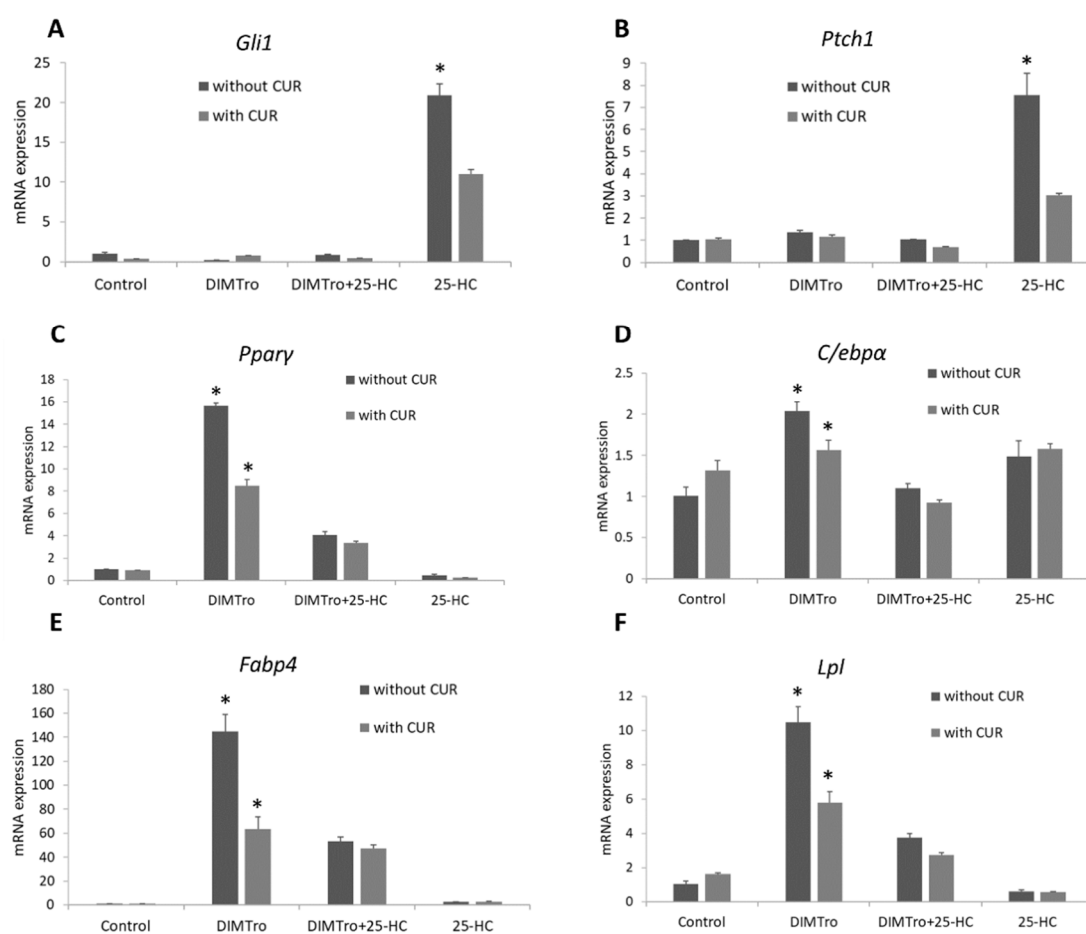 A
Gli1
25
20
15
10
5
0
mRNA expression
without CUR
with CUR
*
Control
DIMTro
DIMTro+25-HC
25-HC
B
Ptch1
9
8
7
6
5
4
3
2
1
0
mRNA expression
without CUR
with CUR
*
Control
DIMTro
DIMTro+25-HC
25-HC
C
Pparγ
18
16
14
12
10
8
6
4
2
0
mRNA expression
without CUR
with CUR
*
*
Control
DIMTro
DIMTro+25-HC
25-HC
D
C/ebpα
2.5
2
1.5
1
0.5
0
mRNA expression
without CUR
with CUR
*
*
Control
DIMTro
DIMTro+25-HC
25-HC
E
Fabp4
180
160
140
120
100
80
60
40
20
0
mRNA expression
without CUR
with CUR
*
*
Control
DIMTro
DIMTro+25-HC
25-HC
F
Lpl
12
10
8
6
4
2
0
mRNA expression
without CUR
with CUR
*
*
Control
DIMTro
DIMTro+25-HC
25-HC